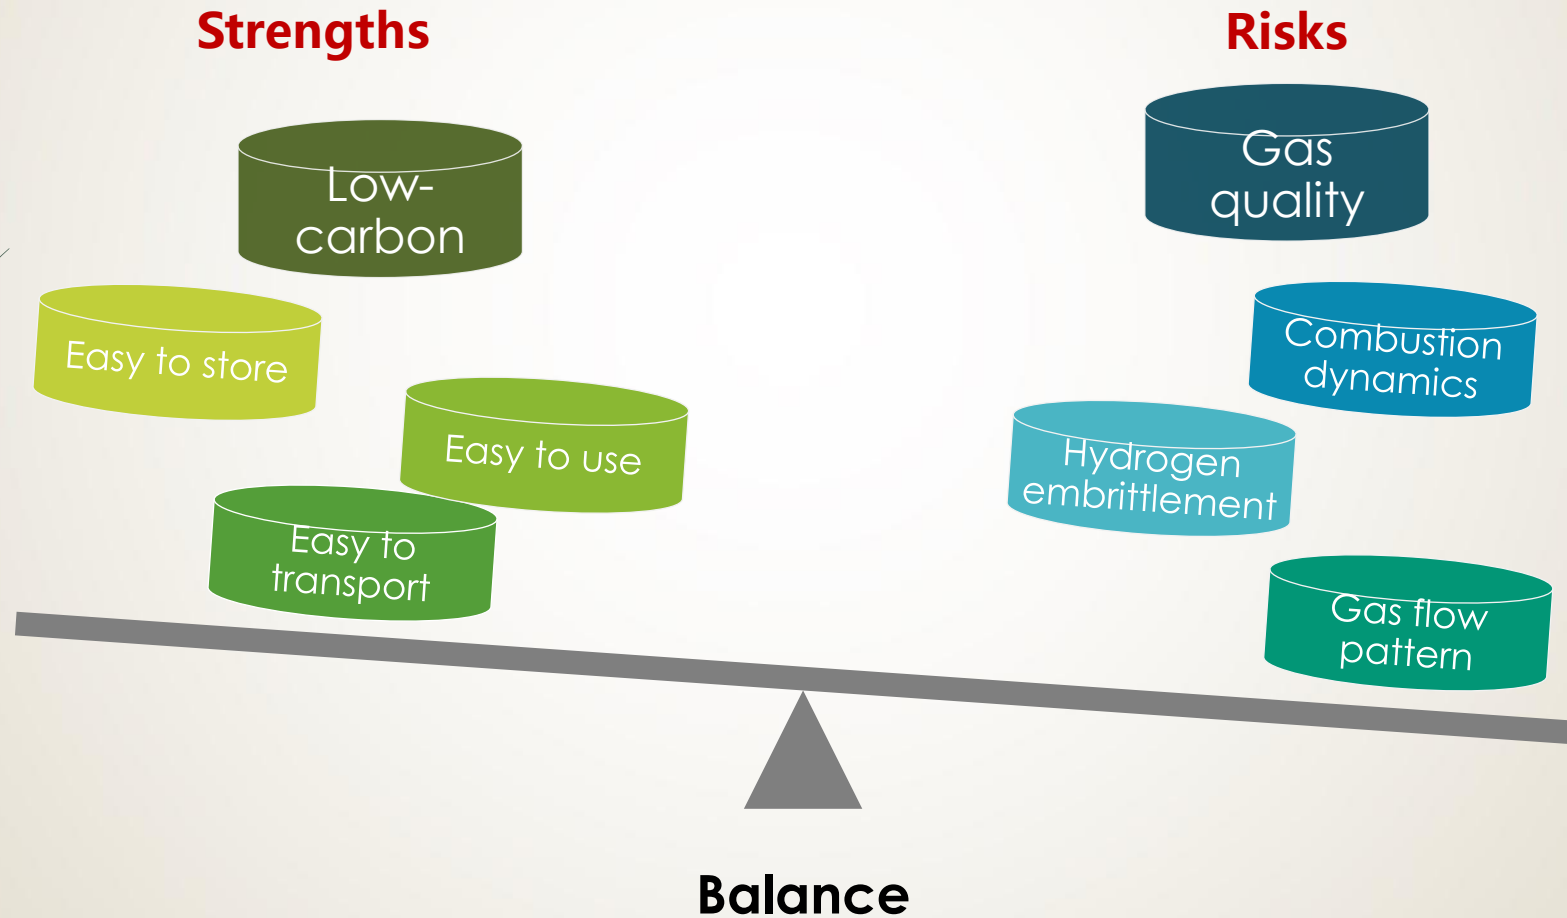 Strengths
Low-
carbon
Easy to store
Easy to use
Easy to
transport
Risks
Gas
quality
Combustion
dynamics
Hydrogen
embrittlement
Gas flow
pattern
Balance